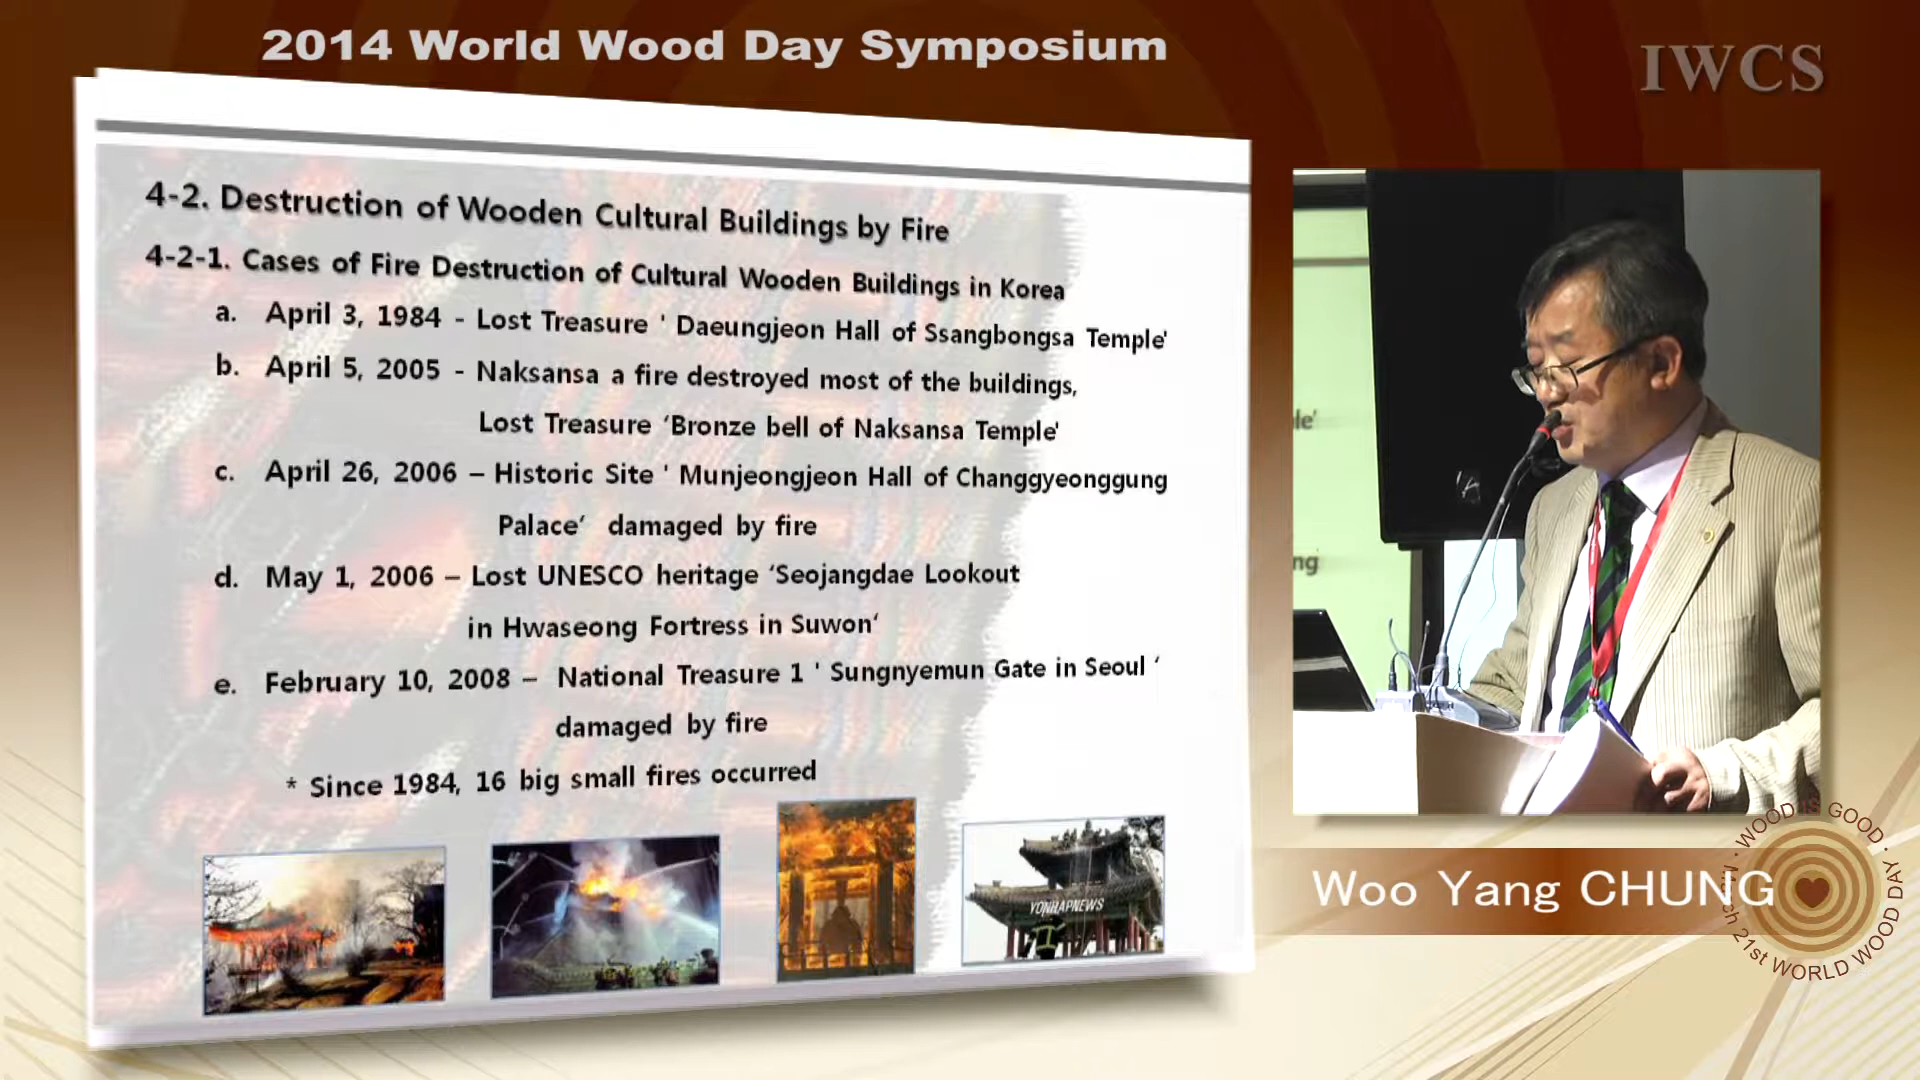 2014 World Wood Day Symposium
IWCS
4-2. Destruction of Wooden Cultural Buildings by Fire
4-2-1. Cases of Fire Destruction of Cultural Wooden Buildings in Korea
a. April 3, 1984 - Lost Treasure ' Daeungjeon Hall of Ssangbongsa Temple'
b. April 5, 2005 - Naksansa a fire destroyed most of the buildings,
Lost Treasure ‘Bronze bell of Naksansa Temple'
c. April 26, 2006 – Historic Site ' Munjeongjeon Hall of Changgyeonggung
Palace’ damaged by fire
d. May 1, 2006 – Lost UNESCO heritage ‘Seojangdae Lookout
in Hwaseong Fortress in Suwon‘
e. February 10, 2008 – National Treasure 1 ' Sungnyemun Gate in Seoul ‘
damaged by fire
* Since 1984, 16 big small fires occurred
YONHAPNEWS
le'
ng
Woo Yang CHUNG
· WOOD IS GOOD ·
21st WORLD WOOD DAY